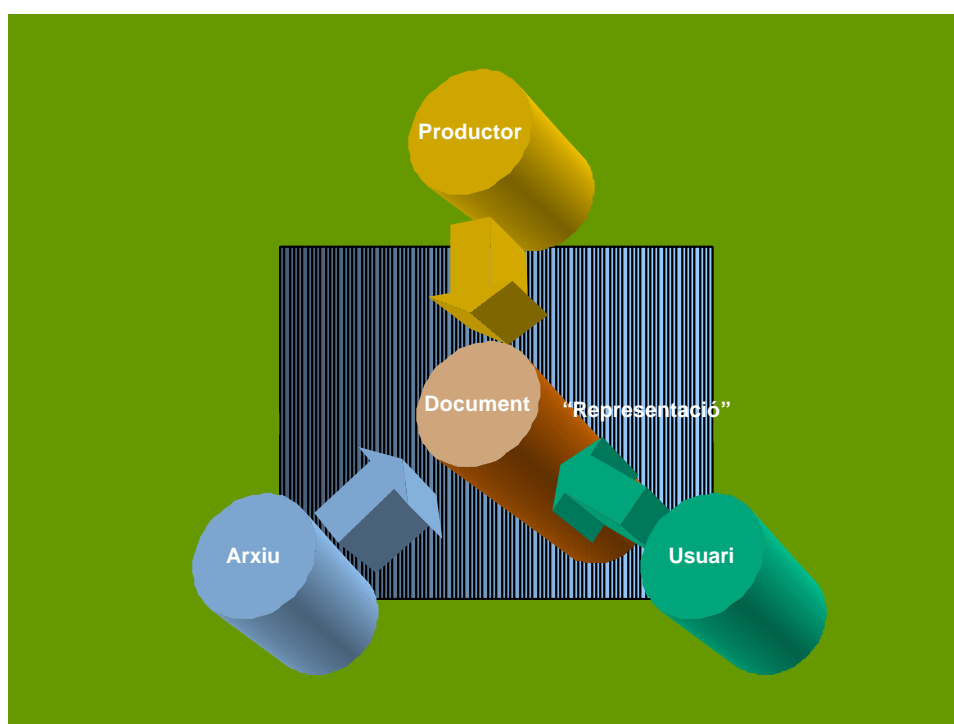 Productor
Document
“Representació”
Arxiu
Usuari